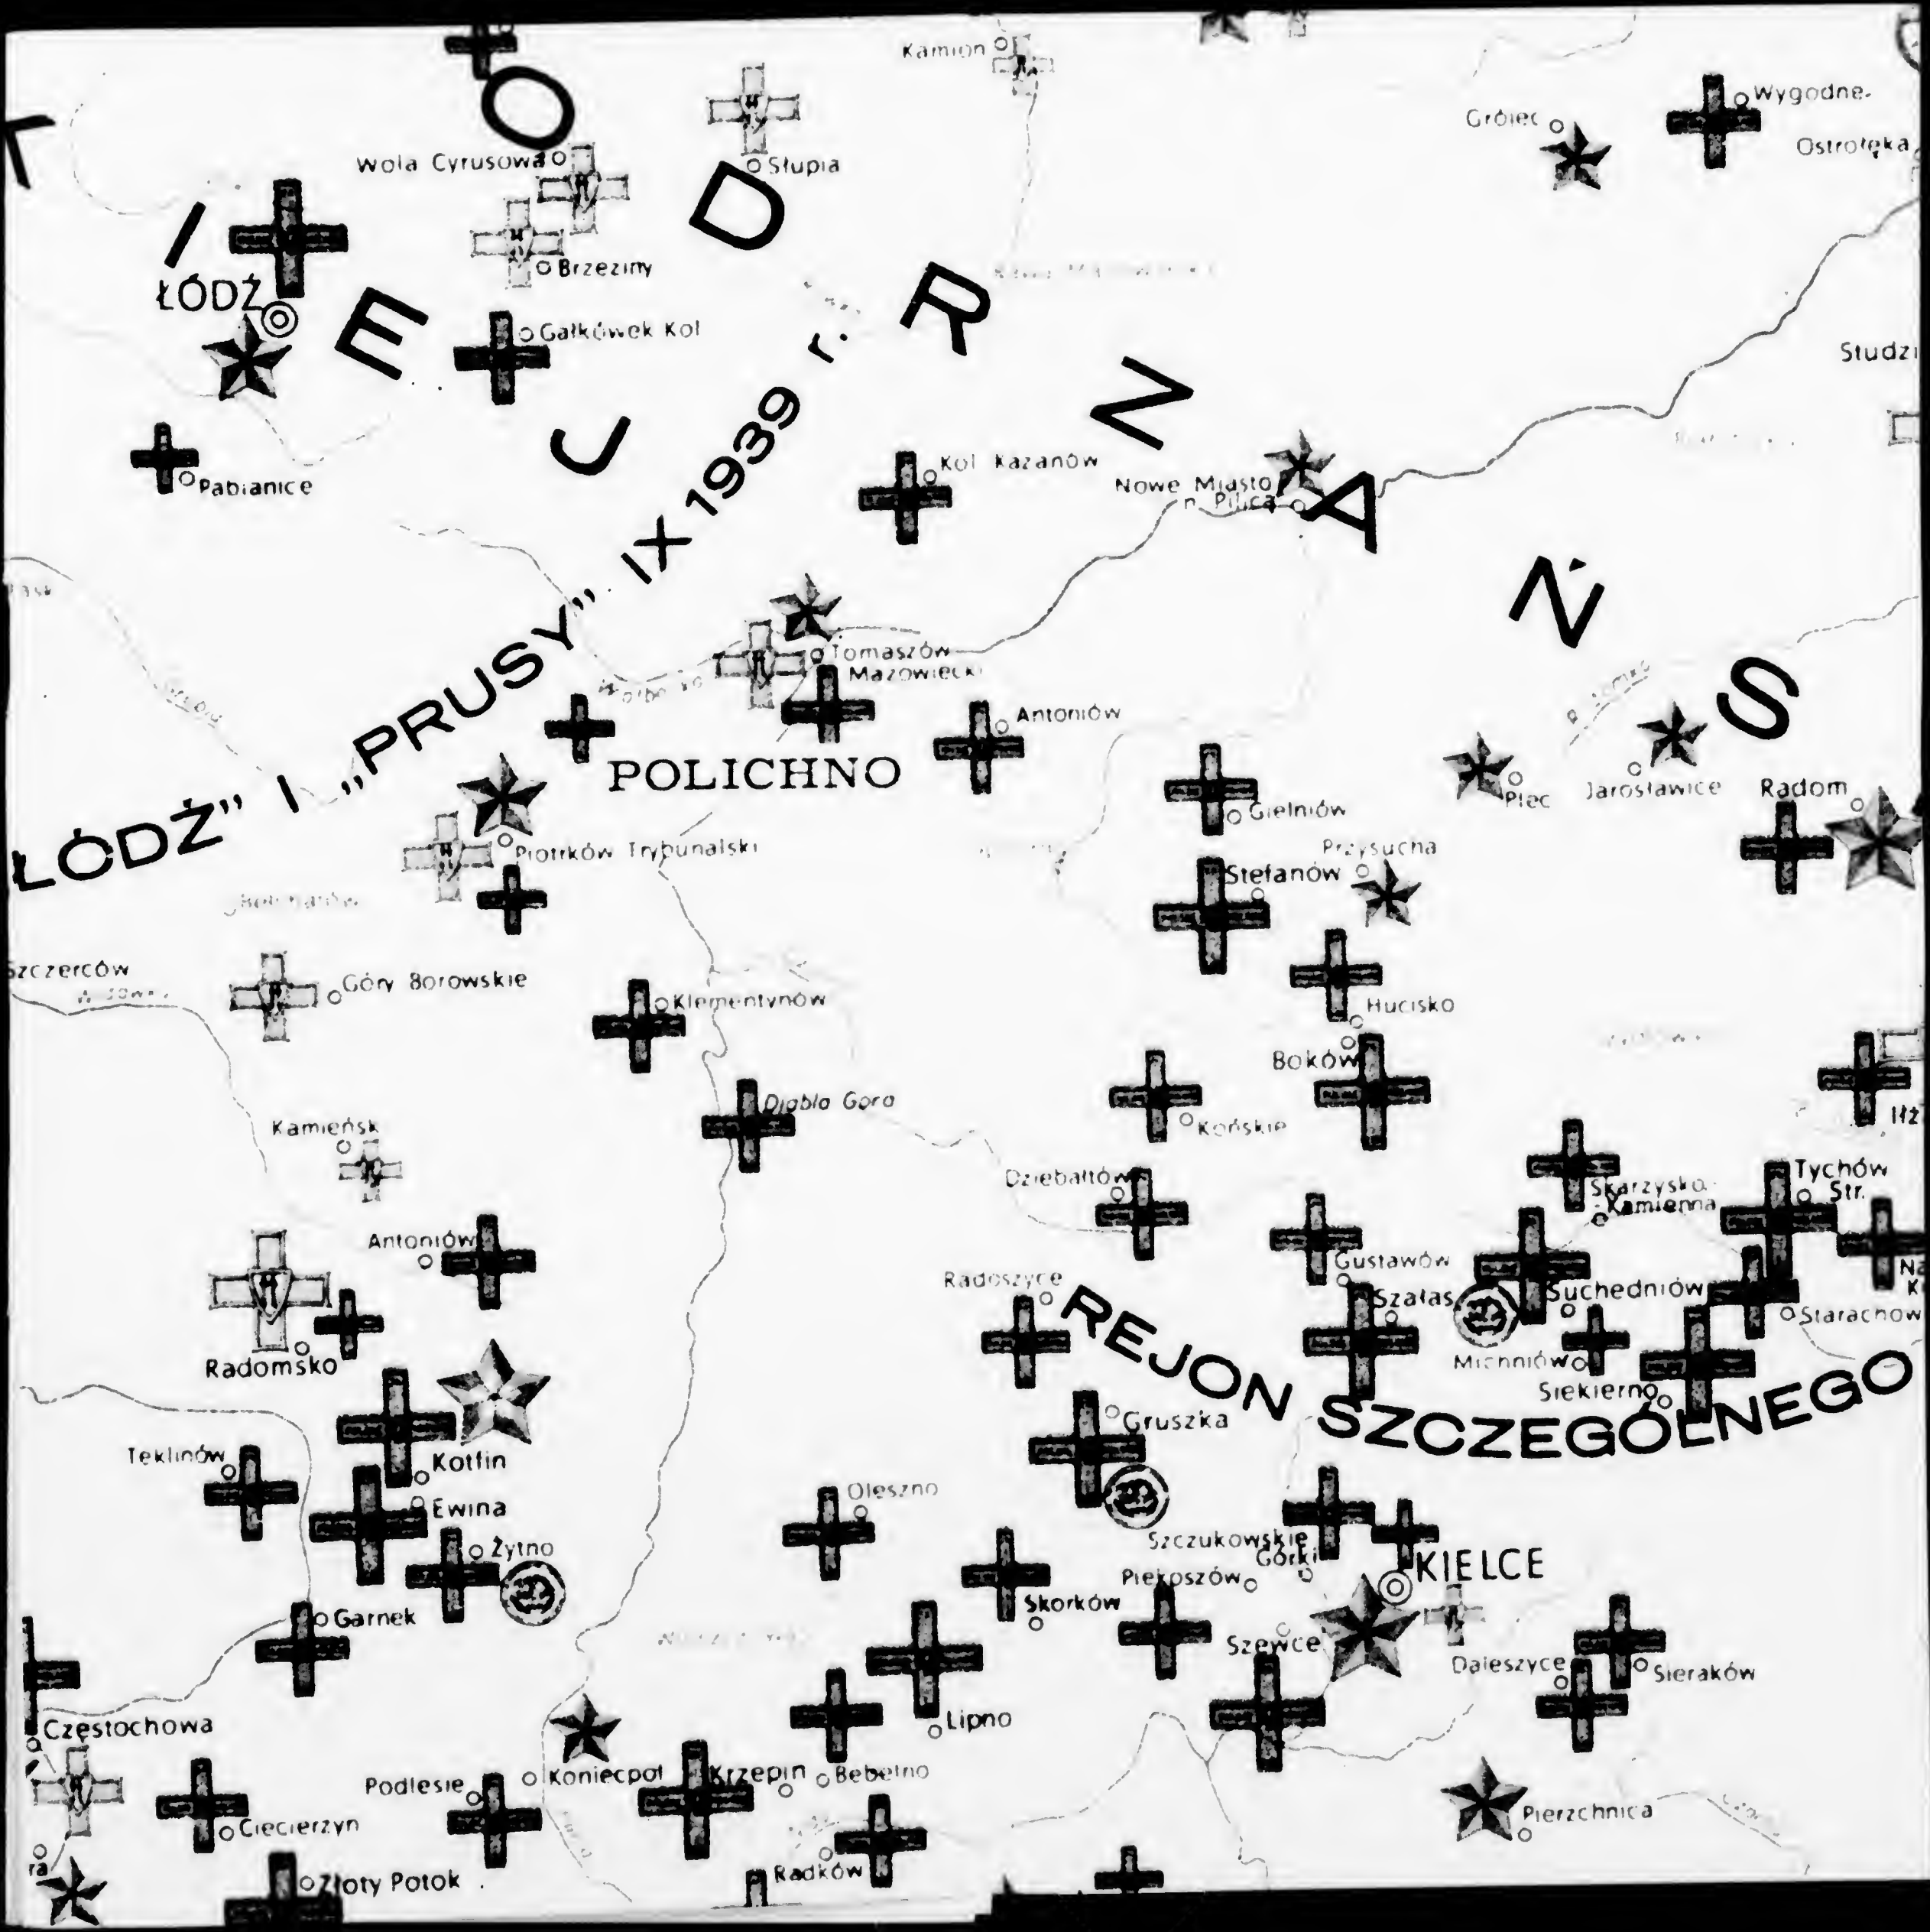 Kamion
Grójec
Wygodne-
Ostrołęka
Wola Cyrusowa
Słupia
Brzeziny
ŁÓDŹ
Gałkówek Kol
Studzi
Pabianice
Kol Kazanów
Nowe Miasto
n. Pilicą
ODRZAŃS
IEJ
ŁÓDŹ” I „PRUSY” IX 1939 r.
Tomaszów
Mazowiecki
Antoniów
POLICHNO
Gielniów
Jarosławice
Radom
Piotrków Trybunalski
Przysucha
Stefanów
Szczerców
Góry Borowskie
Klementynów
Hucisko
Boków
Diabla Gora
Końskie
Iłż
Kamieńsk
Dziebałtów
Skarżysko-
Kamienna
Tychów
Str.
Antoniów
Gustawów
Radoszyce
Szałas
Suchedniów
Na
K
Starachow
Radomsko
Michniów
Siekierno
REJON SZCZEGÓLNEGO
Gruszka
Teklinów
Kotfin
Ewina
Oleszno
Żytno
Szczukowskie
Górki
KIELCE
Piekoszów
Garnek
Skorków
Szewce
Daleszyce
Sieraków
Częstochowa
Lipno
Podlesie
Koniecpol
Krzepin
Bebelno
Ciecierzyn
Pierzchnica
ra
Złoty Potok
Radków